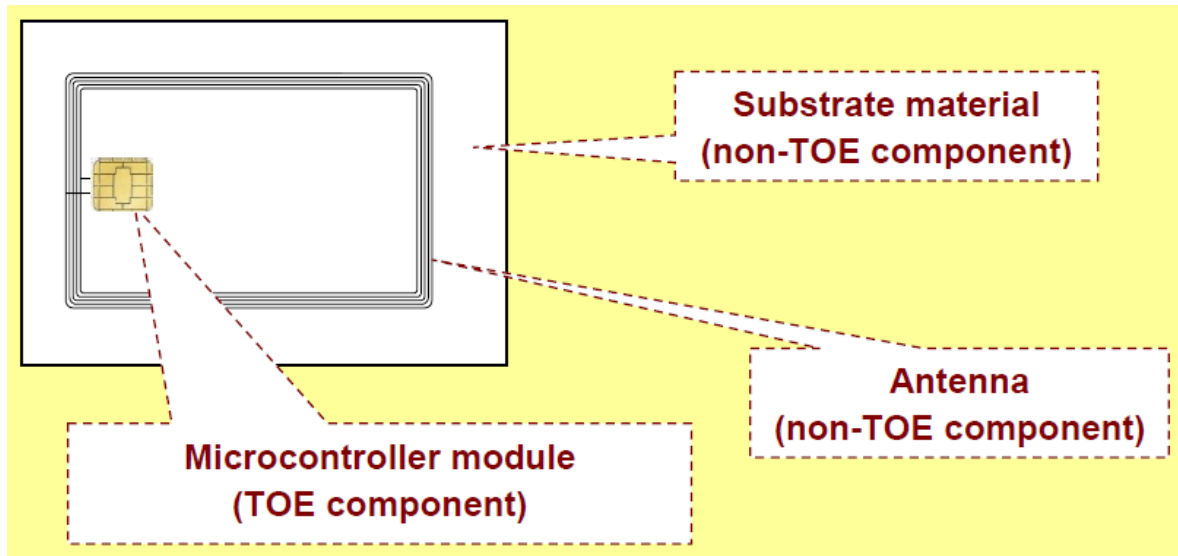 Substrate material
(non-TOE component)
Antenna
(non-TOE component)
Microcontroller module
(TOE component)